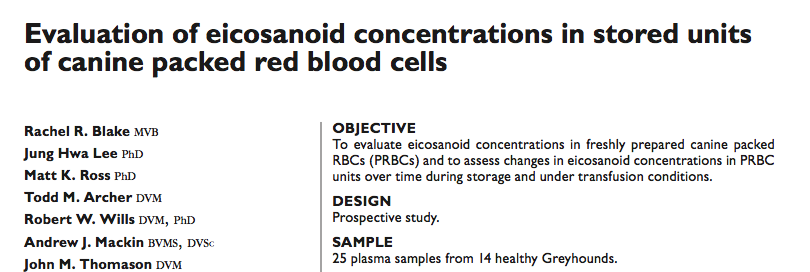 Evaluation of eicosanoid concentrations in stored units
of canine packed red blood cells
Rachel R. Blake MVB
Jung Hwa Lee PhD
Matt K. Ross PhD
Todd M. Archer DVM
Robert W. Wills DVM, PhD
Andrew J. Mackin BVMS, DVSc
John M. Thomason DVM
OBJECTIVE
To evaluate eicosanoid concentrations in freshly prepared canine packed
RBCs (PRBCs) and to assess changes in eicosanoid concentrations in PRBC
units over time during storage and under transfusion conditions.
DESIGN
Prospective study.
SAMPLE
25 plasma samples from 14 healthy Greyhounds.